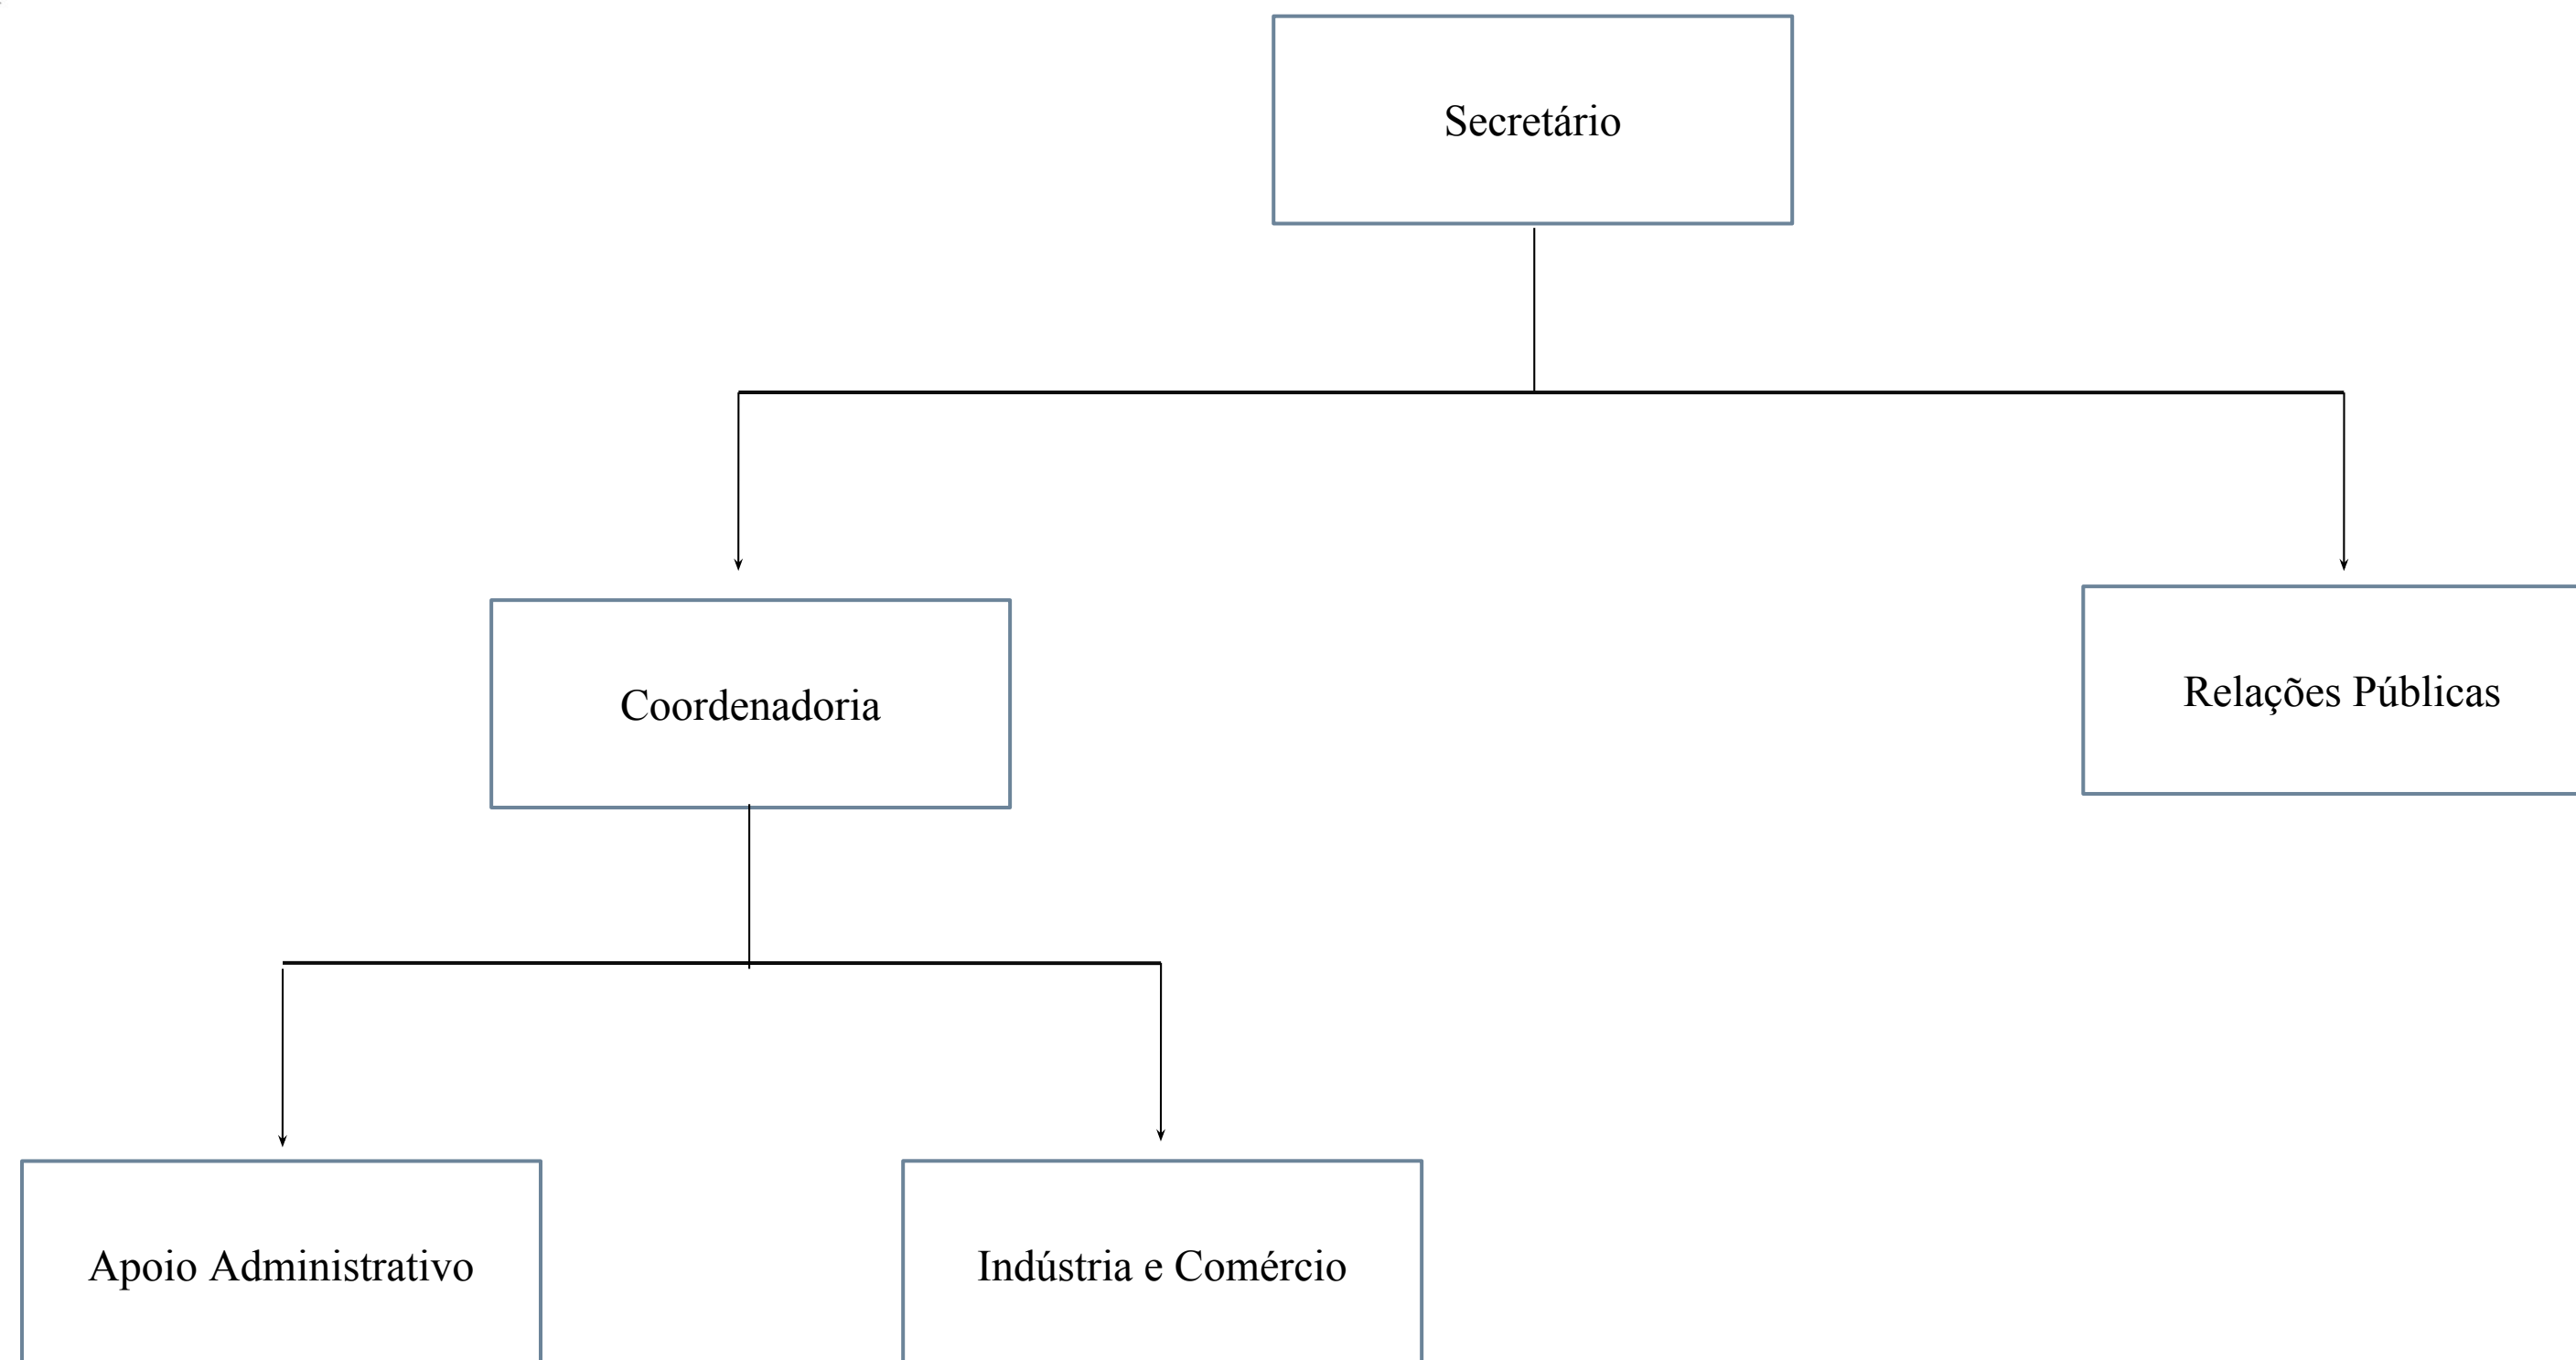 Secretário
Coordenadoria
Relações Públicas
Apoio Administrativo
Indústria e Comércio